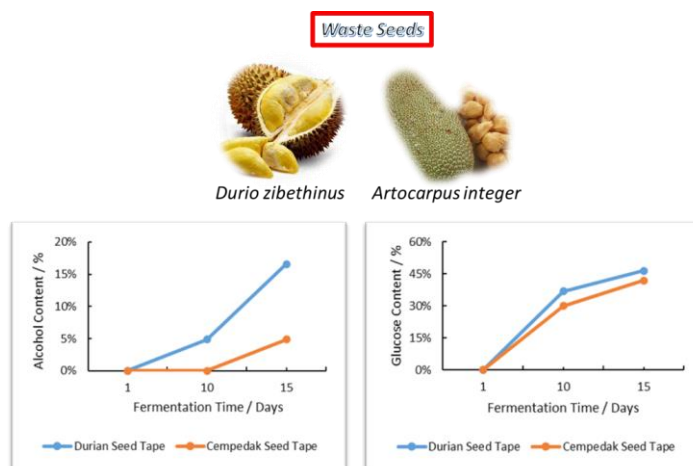 Waste Seeds
Durio zibethinus
Artocarpus integer
20%
15%
10%
5%
0%
Alcohol Content / %
1 10 15
Fermentation Time / Days
Durian Seed Tape Cempedak Seed Tape
60%
45%
30%
15%
0%
Glucose Content / %
1 10 15
Fermentation Time / Days
Durian Seed Tape Cempedak Seed Tape